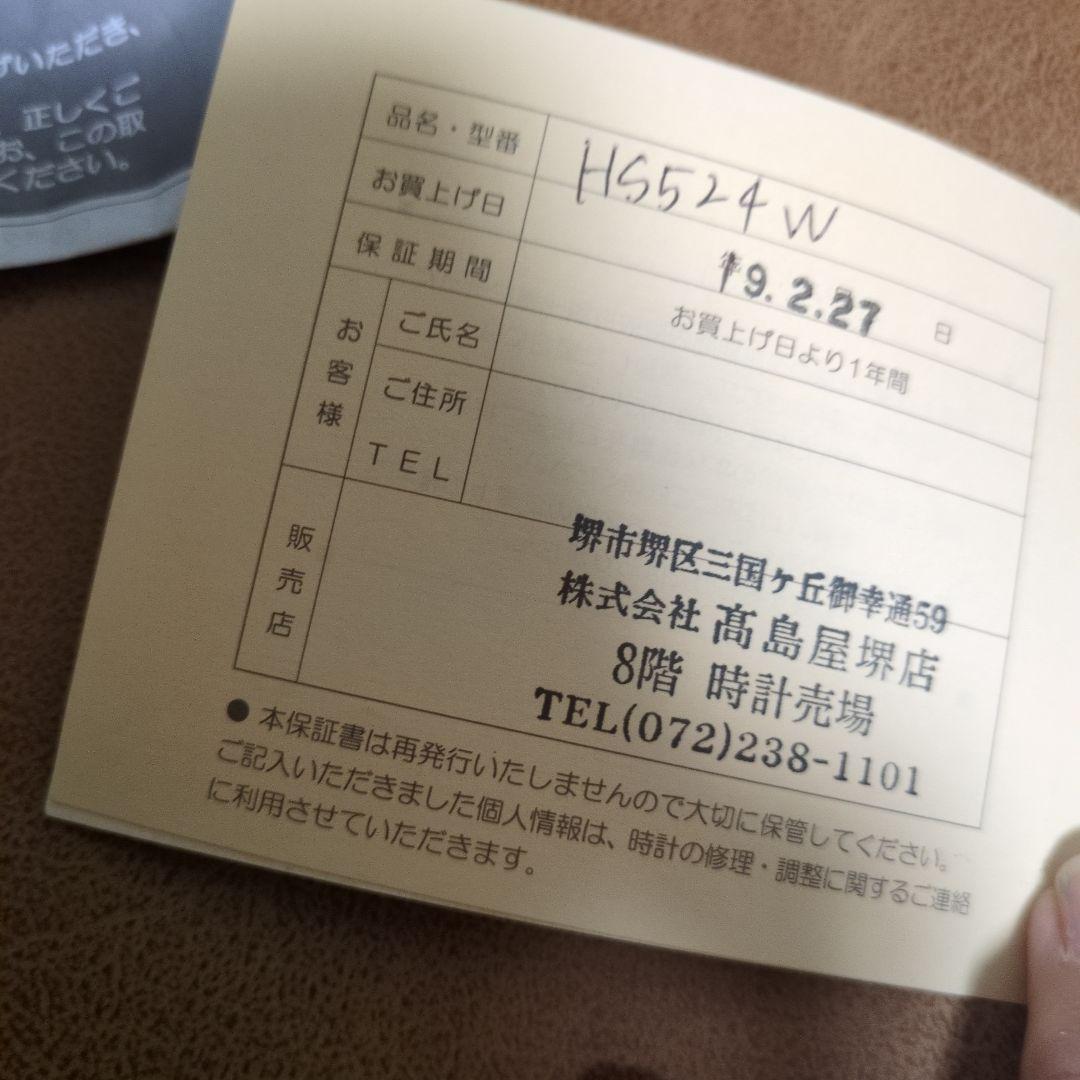 げいただき、
正しくご
お、この取
ください。
品名・型番 HS524W
お買上げ日 年 19.2.27 日
保証期間 お買上げ日より1年間
お客様
ご氏名
ご住所
TEL
販売店
堺市堺区三国ヶ丘御幸通59
株式会社 髙島屋堺店
8階 時計売場
TEL(072)238-1101
● 本保証書は再発行いたしませんので大切に保管してください。
ご記入いただきました個人情報は、時計の修理・調整に関するご連絡
に利用させていただきます。